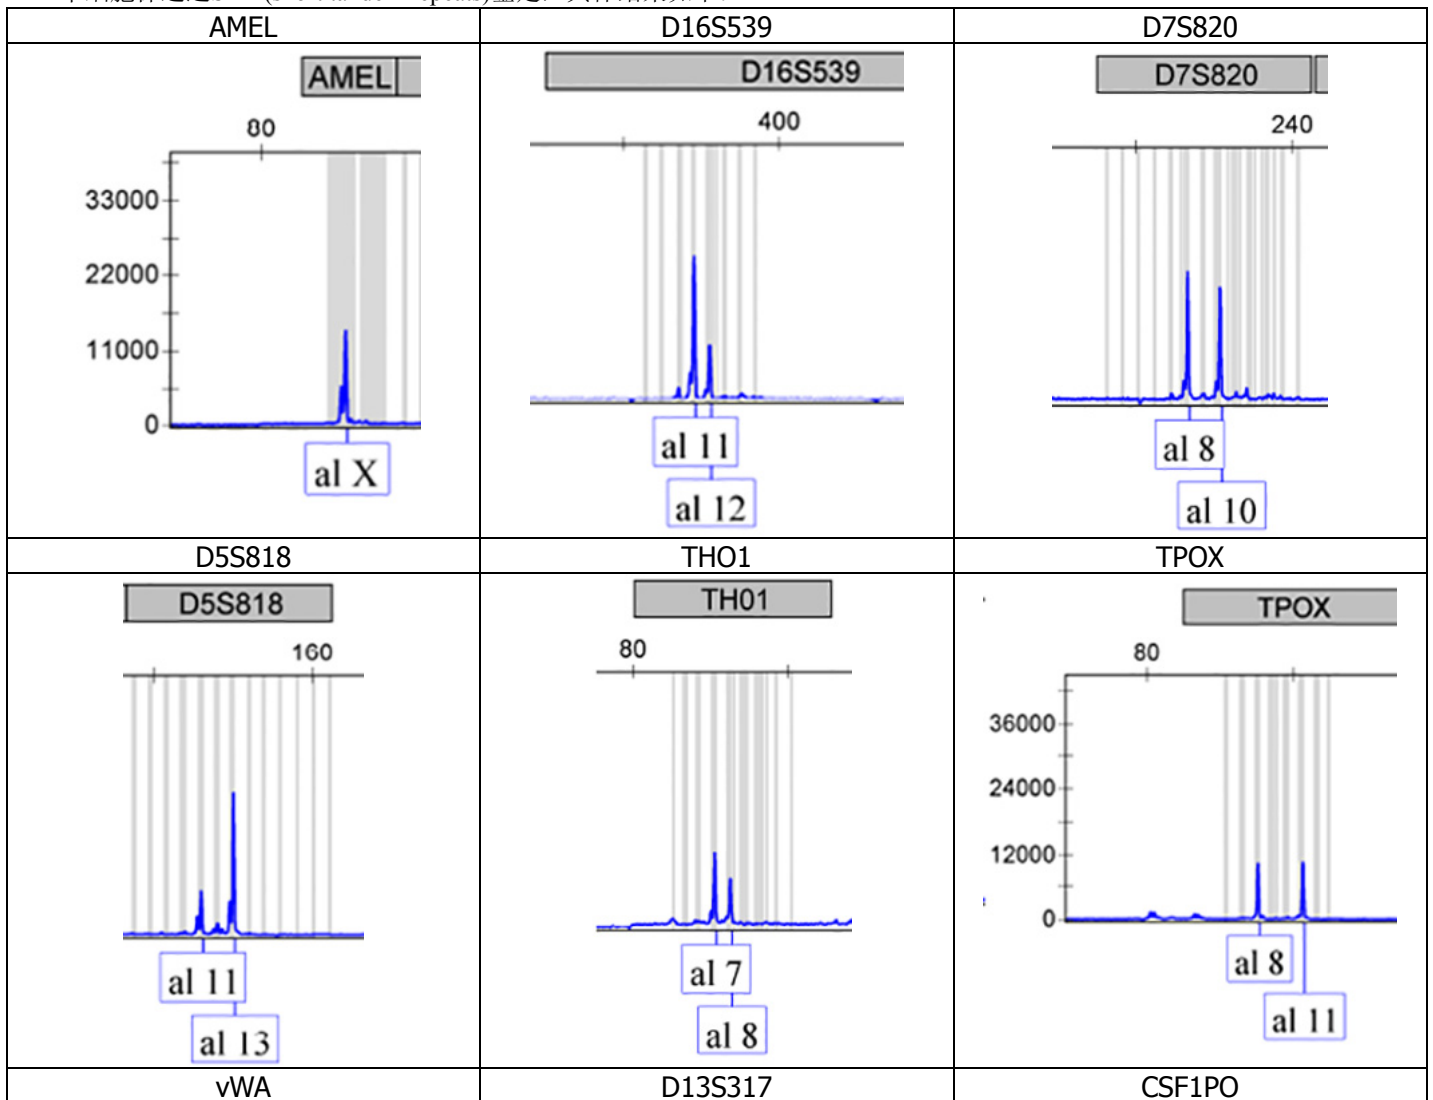 AMEL D16S539 D7S820
AMEL
80
33000
22000
11000
0
al X
D16S539
400
al 11
al 12
D7S820
240
al 8
al 10
D5S818 THO1 TPOX
D5S818
160
al 11
al 13
TH01
80
al 7
al 8
TPOX
80
36000
24000
12000
0
al 8
al 11
vWA D13S317 CSF1PO